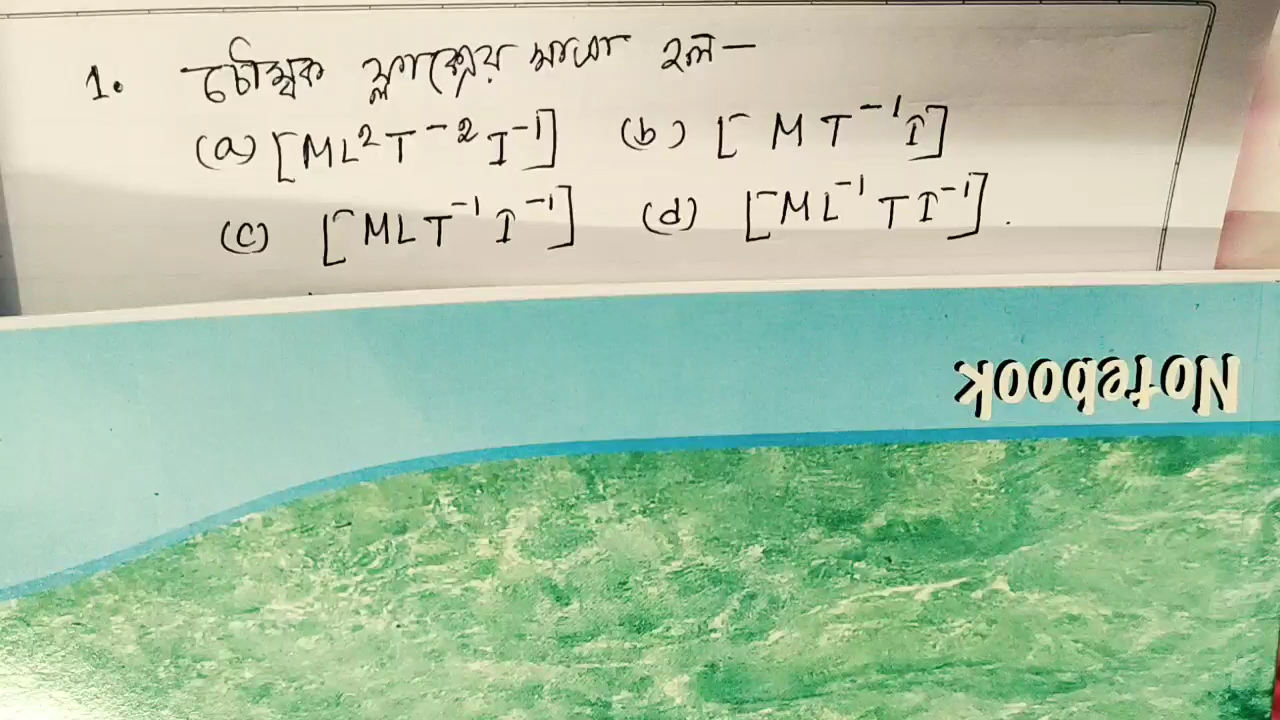 1. চৌম্বক ফ্লাক্সের মাত্রা হল—
(a) [ML²T⁻²I⁻¹] (b) [MT⁻¹I]
(c) [MLT⁻¹I⁻¹] (d) [ML⁻¹TI⁻¹].
Notebook